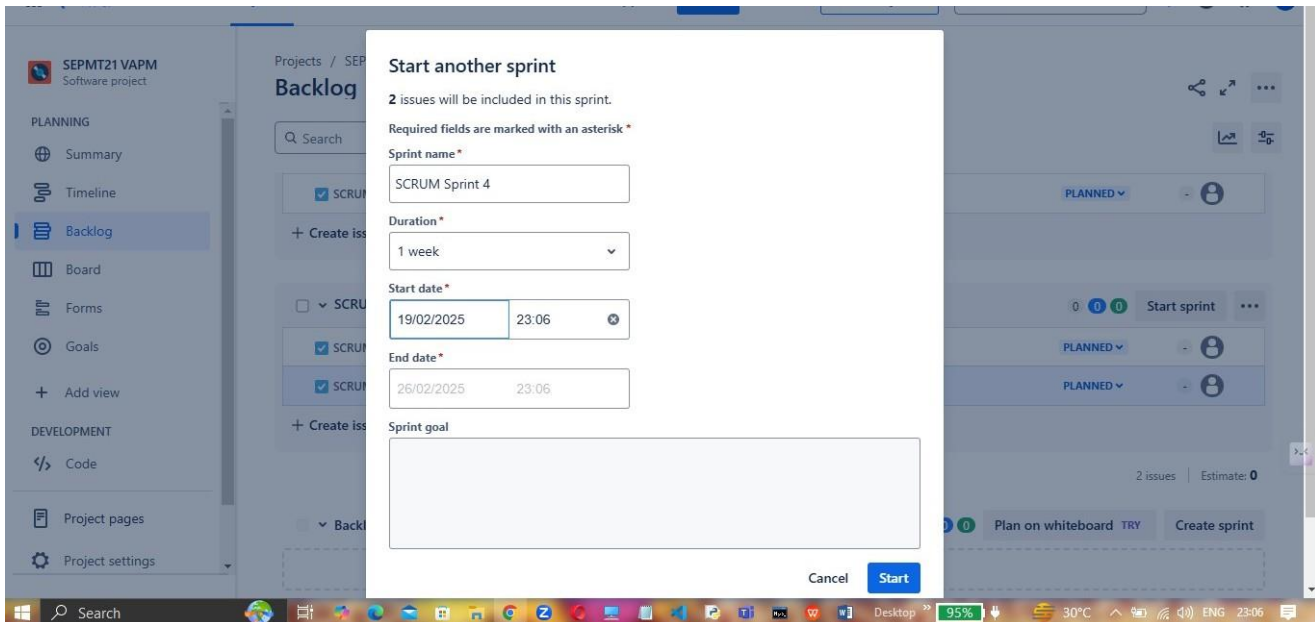 SEPMT21 VAPM
Software project
PLANNING
Summary
Timeline
Backlog
Board
Forms
Goals
+ Add view
DEVELOPMENT
</> Code
Project pages
Project settings
Projects / SEP
Backlog
Search
SCRUM
PLANNED
-
+ Create iss
SCRU
0 0 0 Start sprint
SCRUM
PLANNED
-
SCRUM
PLANNED
-
+ Create iss
2 issues Estimate: 0
Backl
0 Plan on whiteboard TRY Create sprint
Start another sprint
2 issues will be included in this sprint.
Required fields are marked with an asterisk *
Sprint name *
SCRUM Sprint 4
Duration *
1 week
Start date *
19/02/2025 23:06
End date *
26/02/2025 23:06
Sprint goal
Cancel Start
Search
Desktop » 95% 30°C ENG 23:06